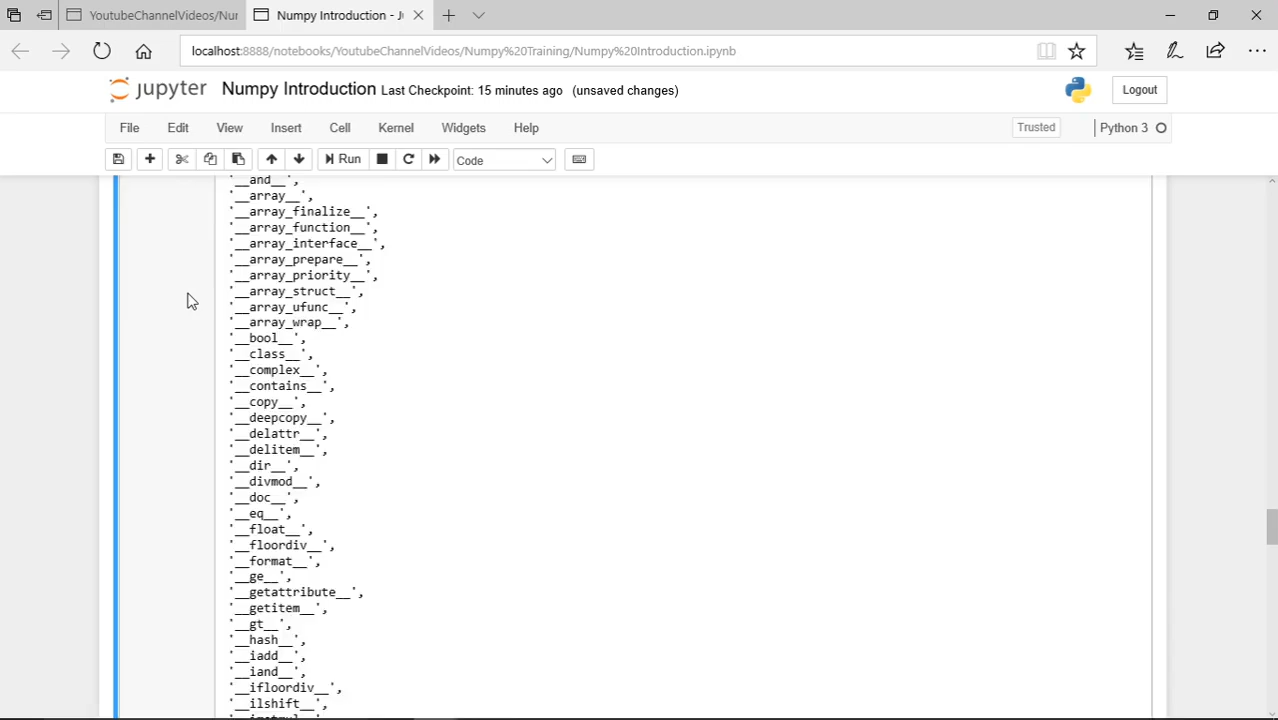 YoutubeChannelVideos/Nur
Numpy Introduction - Ju
localhost:8888/notebooks/YoutubeChannelVideos/Numpy%20Training/Numpy%20Introduction.ipynb
jupyter Numpy Introduction Last Checkpoint: 15 minutes ago (unsaved changes)
Logout
File Edit View Insert Cell Kernel Widgets Help
Trusted
Python 3
Run
Code
'__and__',
'__array__',
'__array_finalize__',
'__array_function__',
'__array_interface__',
'__array_prepare__',
'__array_priority__',
'__array_struct__',
'__array_ufunc__',
'__array_wrap__',
'__bool__',
'__class__',
'__complex__',
'__contains__',
'__copy__',
'__deepcopy__',
'__delattr__',
'__delitem__',
'__dir__',
'__divmod__',
'__doc__',
'__eq__',
'__float__',
'__floordiv__',
'__format__',
'__ge__',
'__getattribute__',
'__getitem__',
'__gt__',
'__hash__',
'__iadd__',
'__iand__',
'__ifloordiv__',
'__ilshift__',